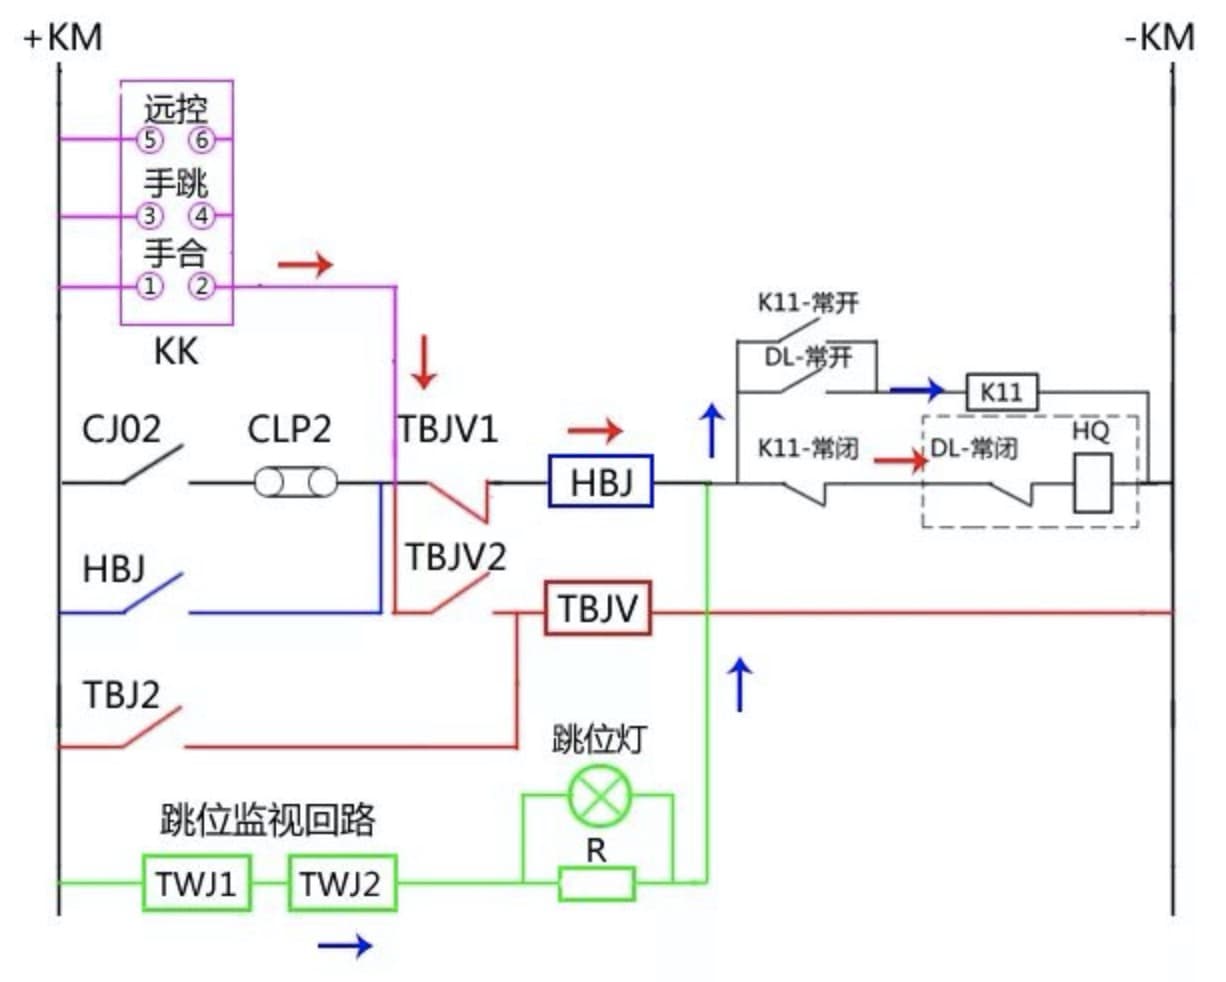 +KM
-KM
远控
⑤ ⑥
手跳
③ ④
手合
① ②
KK
K11-常开
DL-常开
K11
CJ02
CLP2
TBJV1
HBJ
K11-常闭
DL-常闭
HQ
HBJ
TBJV2
TBJV
TBJ2
跳位灯
跳位监视回路
R
TWJ1
TWJ2